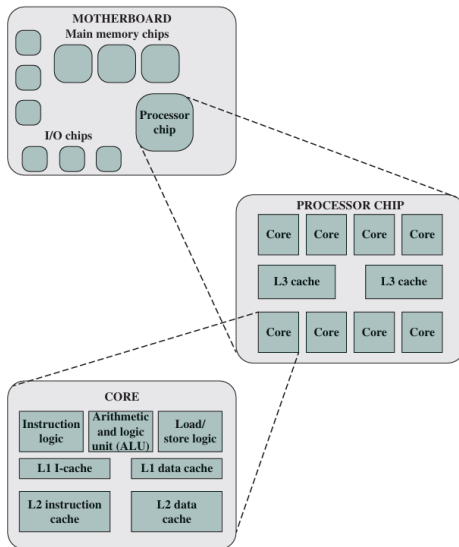 MOTHERBOARD
Main memory chips
Processor
chip
I/O chips
PROCESSOR CHIP
Core
Core
Core
Core
L3 cache
L3 cache
Core
Core
Core
Core
CORE
Instruction
logic
Arithmetic
and logic
unit (ALU)
Load/
store logic
L1 I-cache
L1 data cache
L2 instruction
cache
L2 data
cache